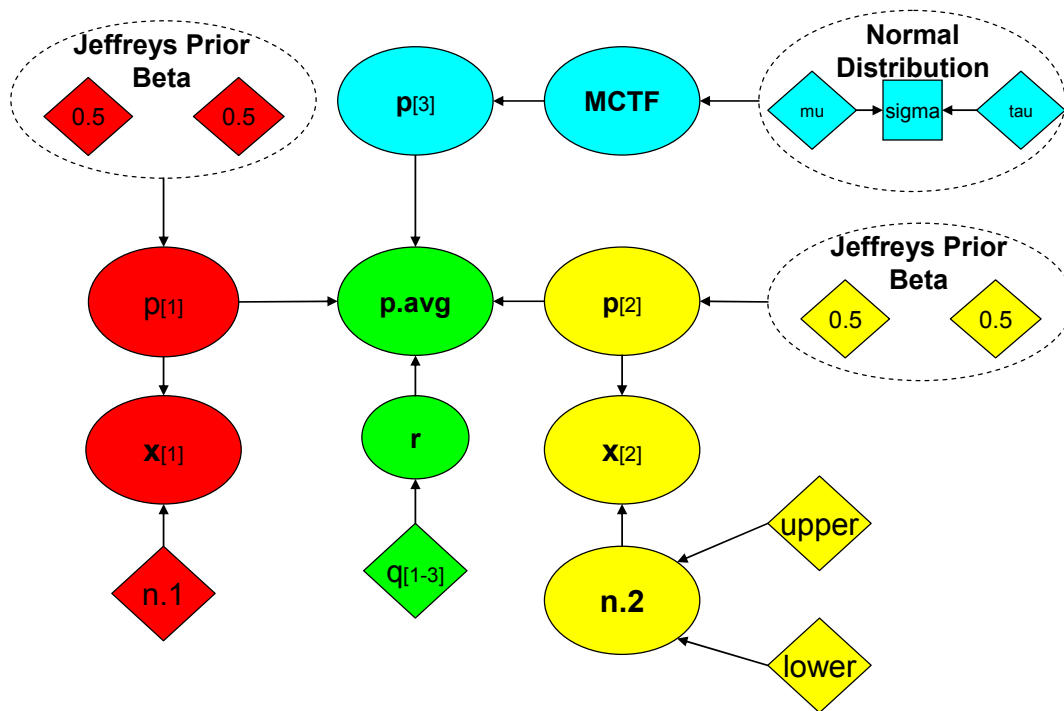 Jeffreys Prior
Beta
0.5
0.5
p[3]
MCTF
Normal
Distribution
mu
sigma
tau
p[1]
p.avg
p[2]
Jeffreys Prior
Beta
0.5
0.5
x[1]
r
x[2]
n.1
q[1-3]
n.2
upper
lower